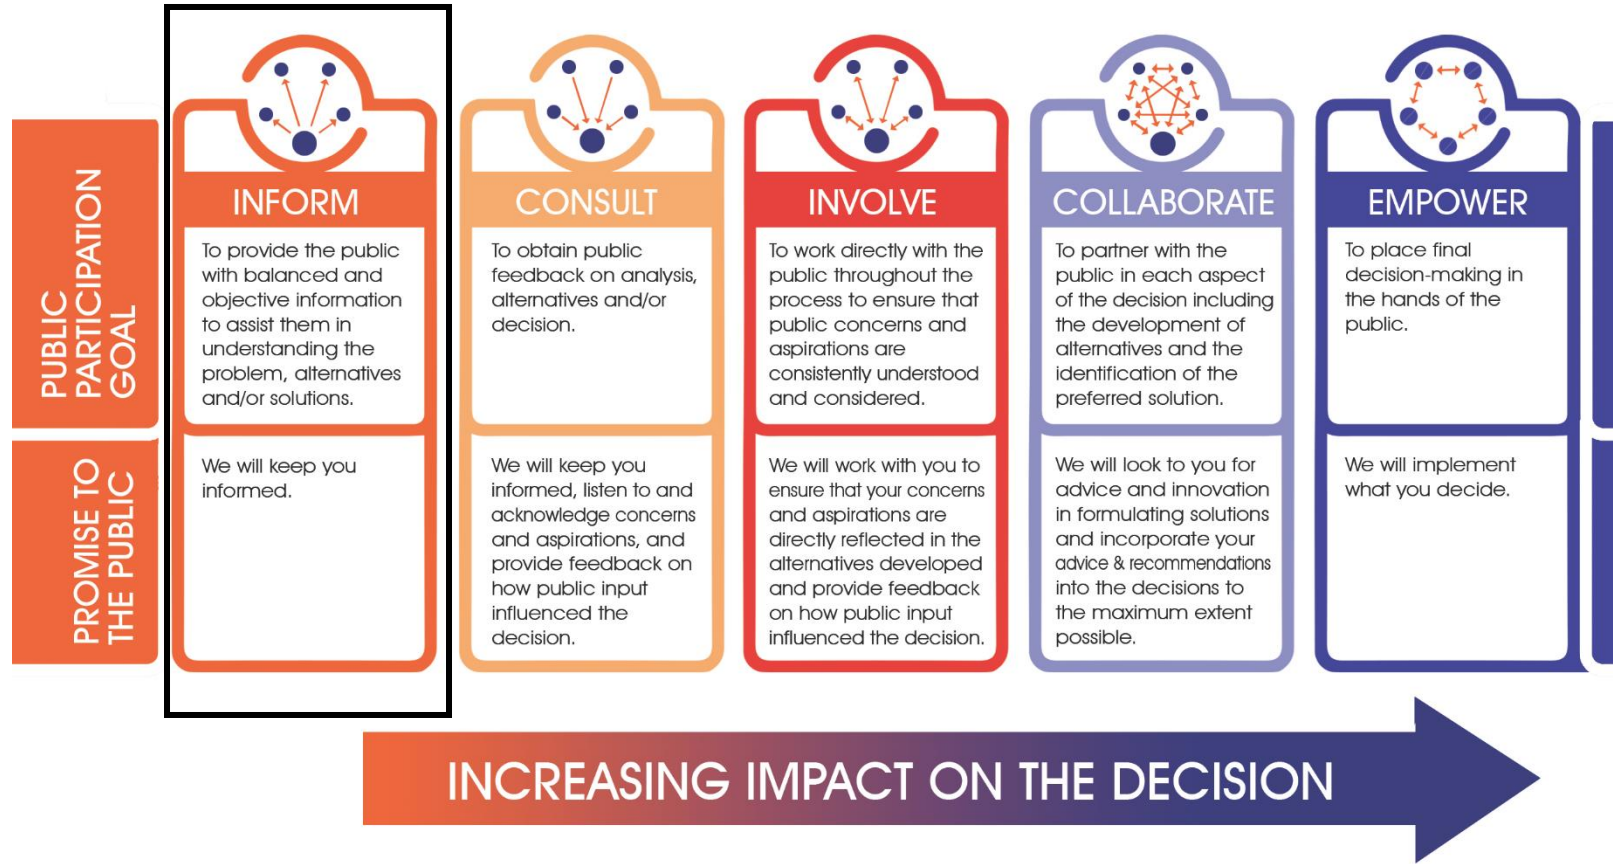 PUBLIC
PARTICIPATION
GOAL
PROMISE TO
THE PUBLIC
INFORM
To provide the public
with balanced and
objective information
to assist them in
understanding the
problem, alternatives
and/or solutions.
We will keep you
informed.
CONSULT
To obtain public
feedback on analysis,
alternatives and/or
decision.
We will keep you
informed, listen to and
acknowledge concerns
and aspirations, and
provide feedback on
how public input
influenced the
decision.
INVOLVE
To work directly with the
public throughout the
process to ensure that
public concerns and
aspirations are
consistently understood
and considered.
We will work with you to
ensure that your concerns
and aspirations are
directly reflected in the
alternatives developed
and provide feedback
on how public input
influenced the decision.
COLLABORATE
To partner with the
public in each aspect
of the decision including
the development of
alternatives and the
identification of the
preferred solution.
We will look to you for
advice and innovation
in formulating solutions
and incorporate your
advice & recommendations
into the decisions to
the maximum extent
possible.
EMPOWER
To place final
decision-making in
the hands of the
public.
We will implement
what you decide.
INCREASING IMPACT ON THE DECISION